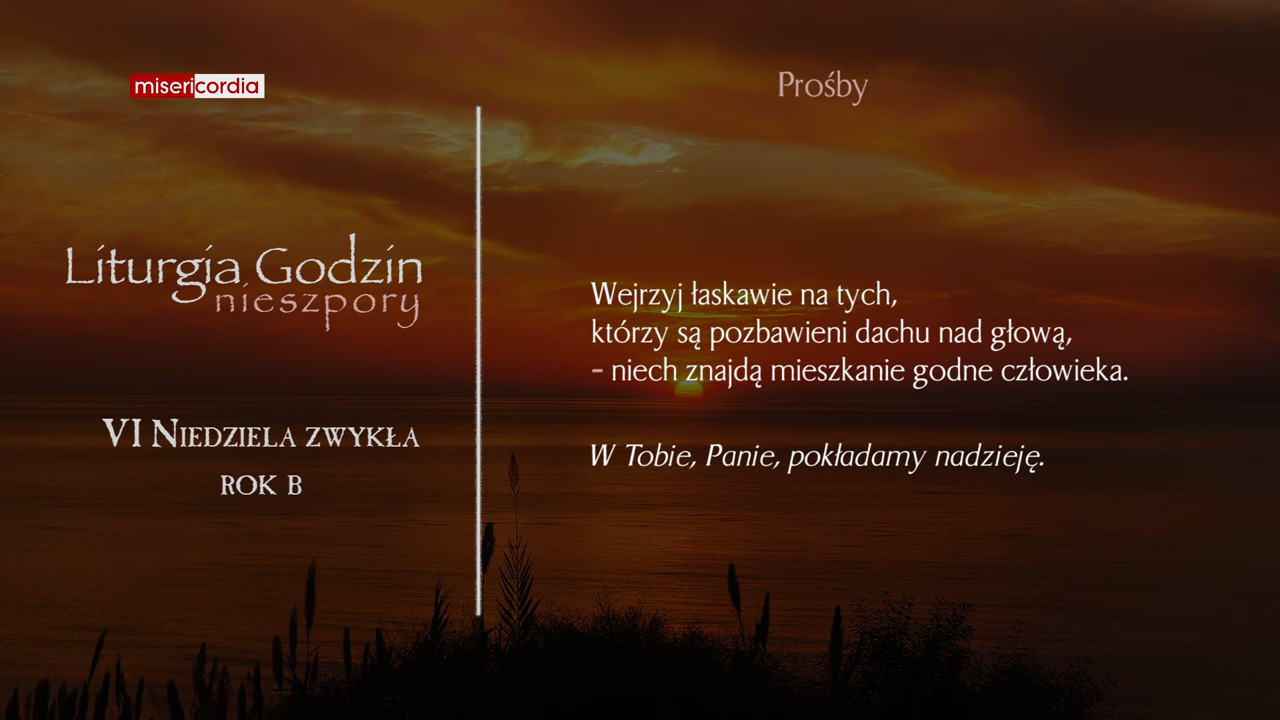 misericordia
Liturgia Godzin
nieszpory
VI Niedziela zwykła
rok B
Prośby
Wejrzyj łaskawie na tych,
którzy są pozbawieni dachu nad głową,
- niech znajdą mieszkanie godne człowieka.
W Tobie, Panie, pokładamy nadzieję.